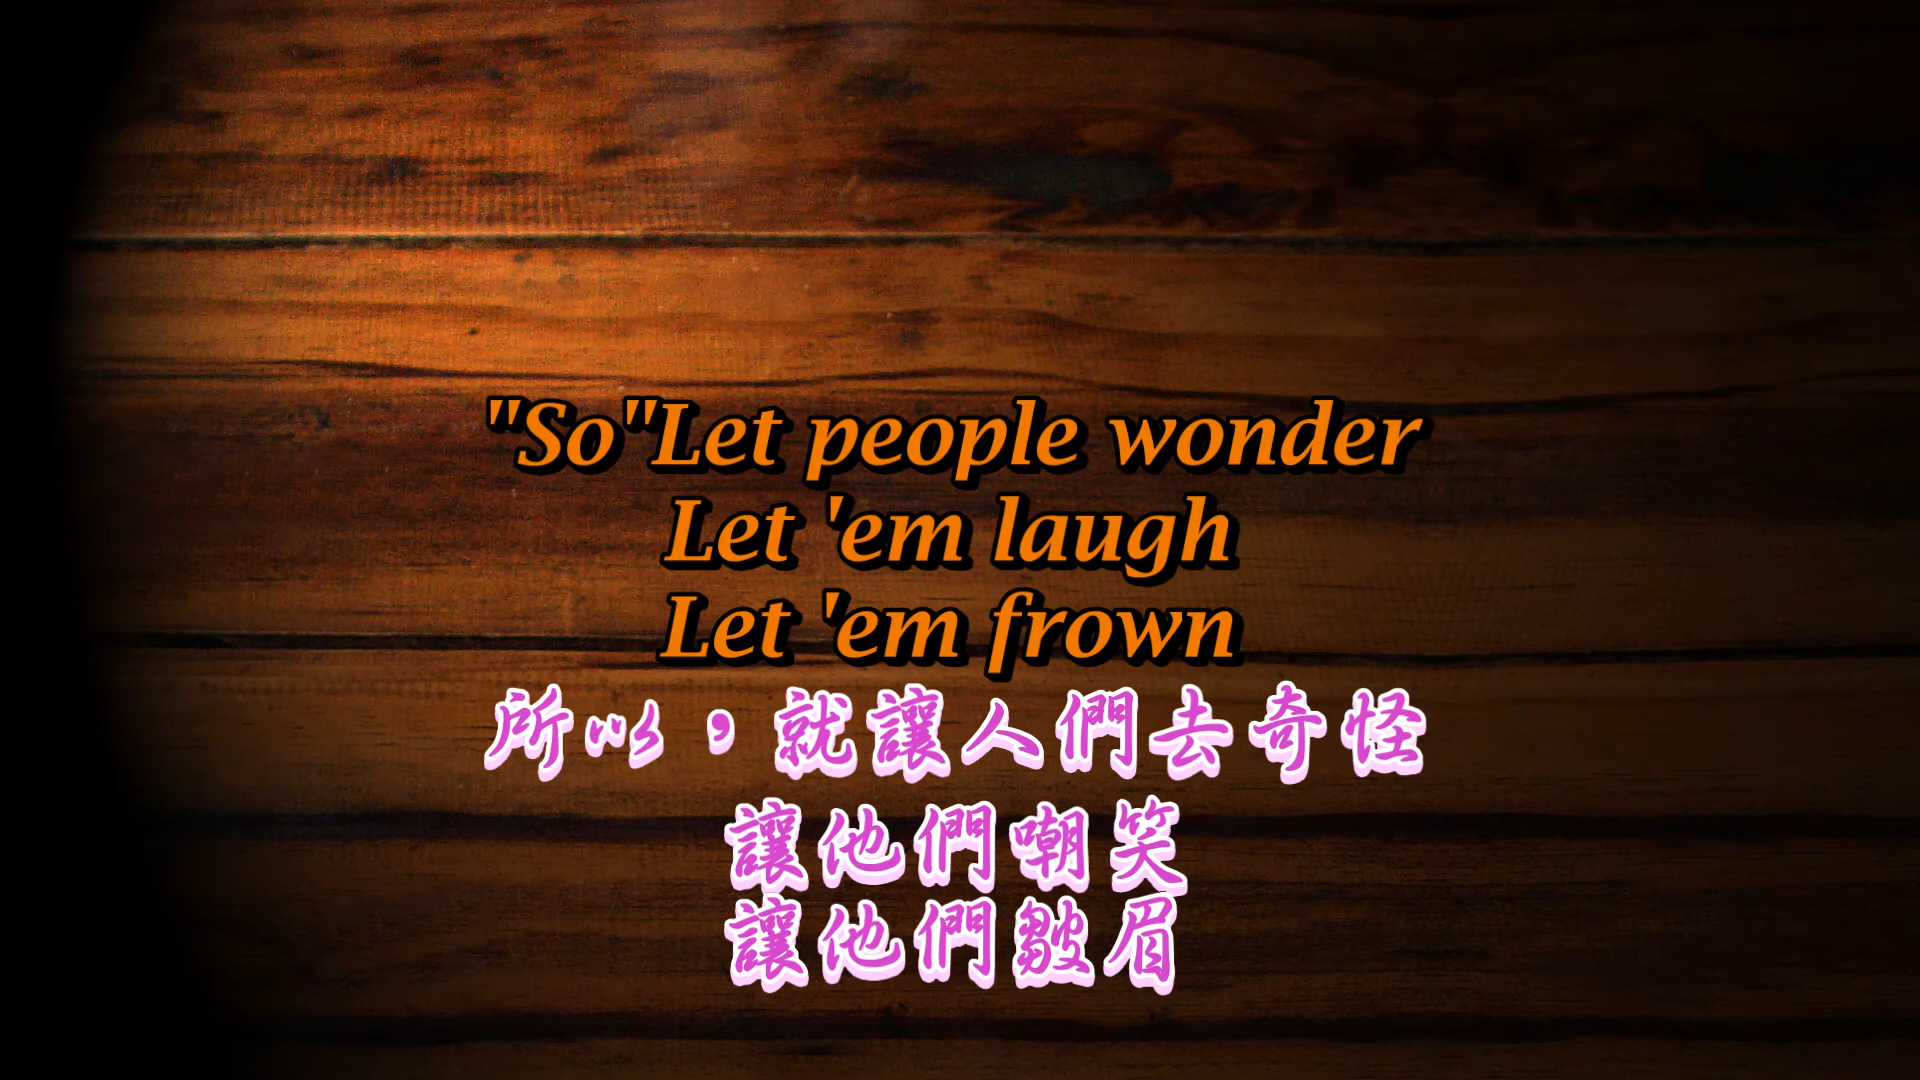 "So"Let people wonder
Let 'em laugh
Let 'em frown
所以，就讓人們去奇怪
讓他們嘲笑
讓他們皺眉